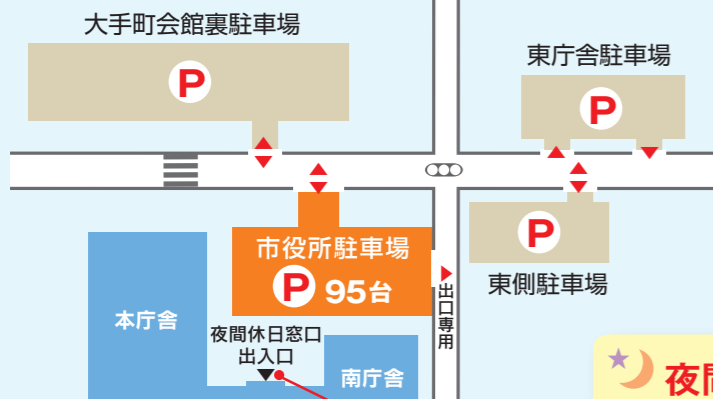 大手町会館裏駐車場
P
東庁舎駐車場
P
市役所駐車場
P 95台
出口専用
P
東側駐車場
本庁舎
夜間休日窓口
出入口
南庁舎
夜